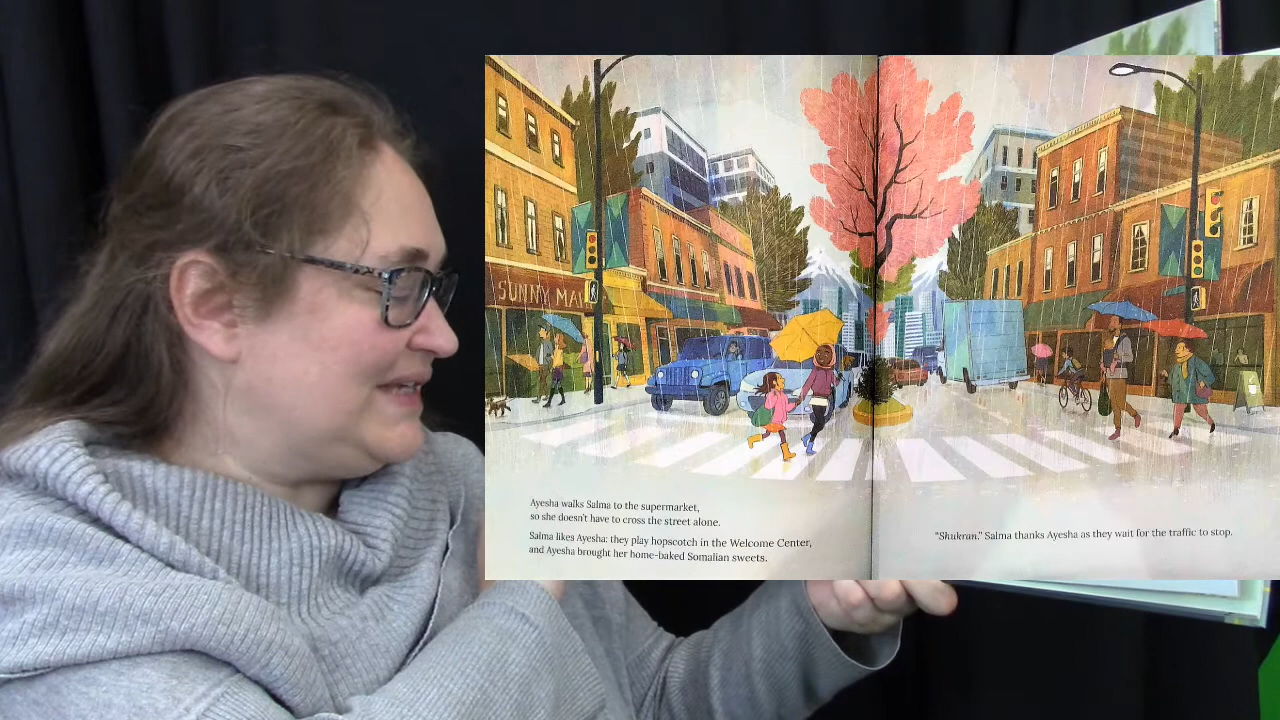 SUNNY MA
Ayesha walks Salma to the supermarket,
so she doesn't have to cross the street alone.
Salma likes Ayesha: they play hopscotch in the Welcome Center,
and Ayesha brought her home-baked Somalian sweets.
"Shukran." Salma thanks Ayesha as they wait for the traffic to stop.